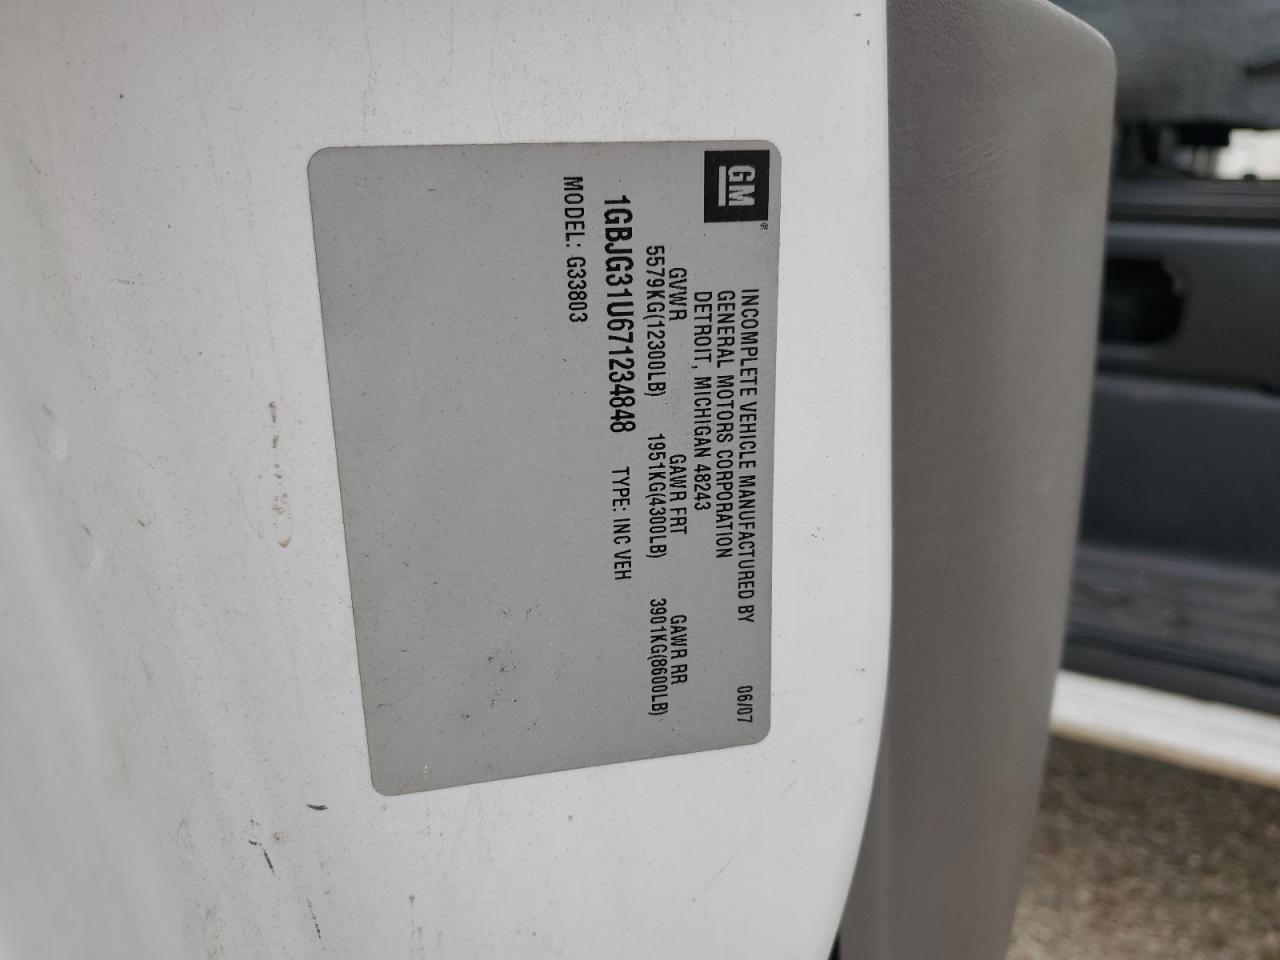 GM®
INCOMPLETE VEHICLE MANUFACTURED BY 06/07
GENERAL MOTORS CORPORATION
DETROIT, MICHIGAN 48243
GVWR GAWR FRT GAWR RR
5579KG(12300LB) 1951KG(4300LB) 3901KG(8600LB)
1GBJG31U671234848 TYPE: INC VEH
MODEL: G33803